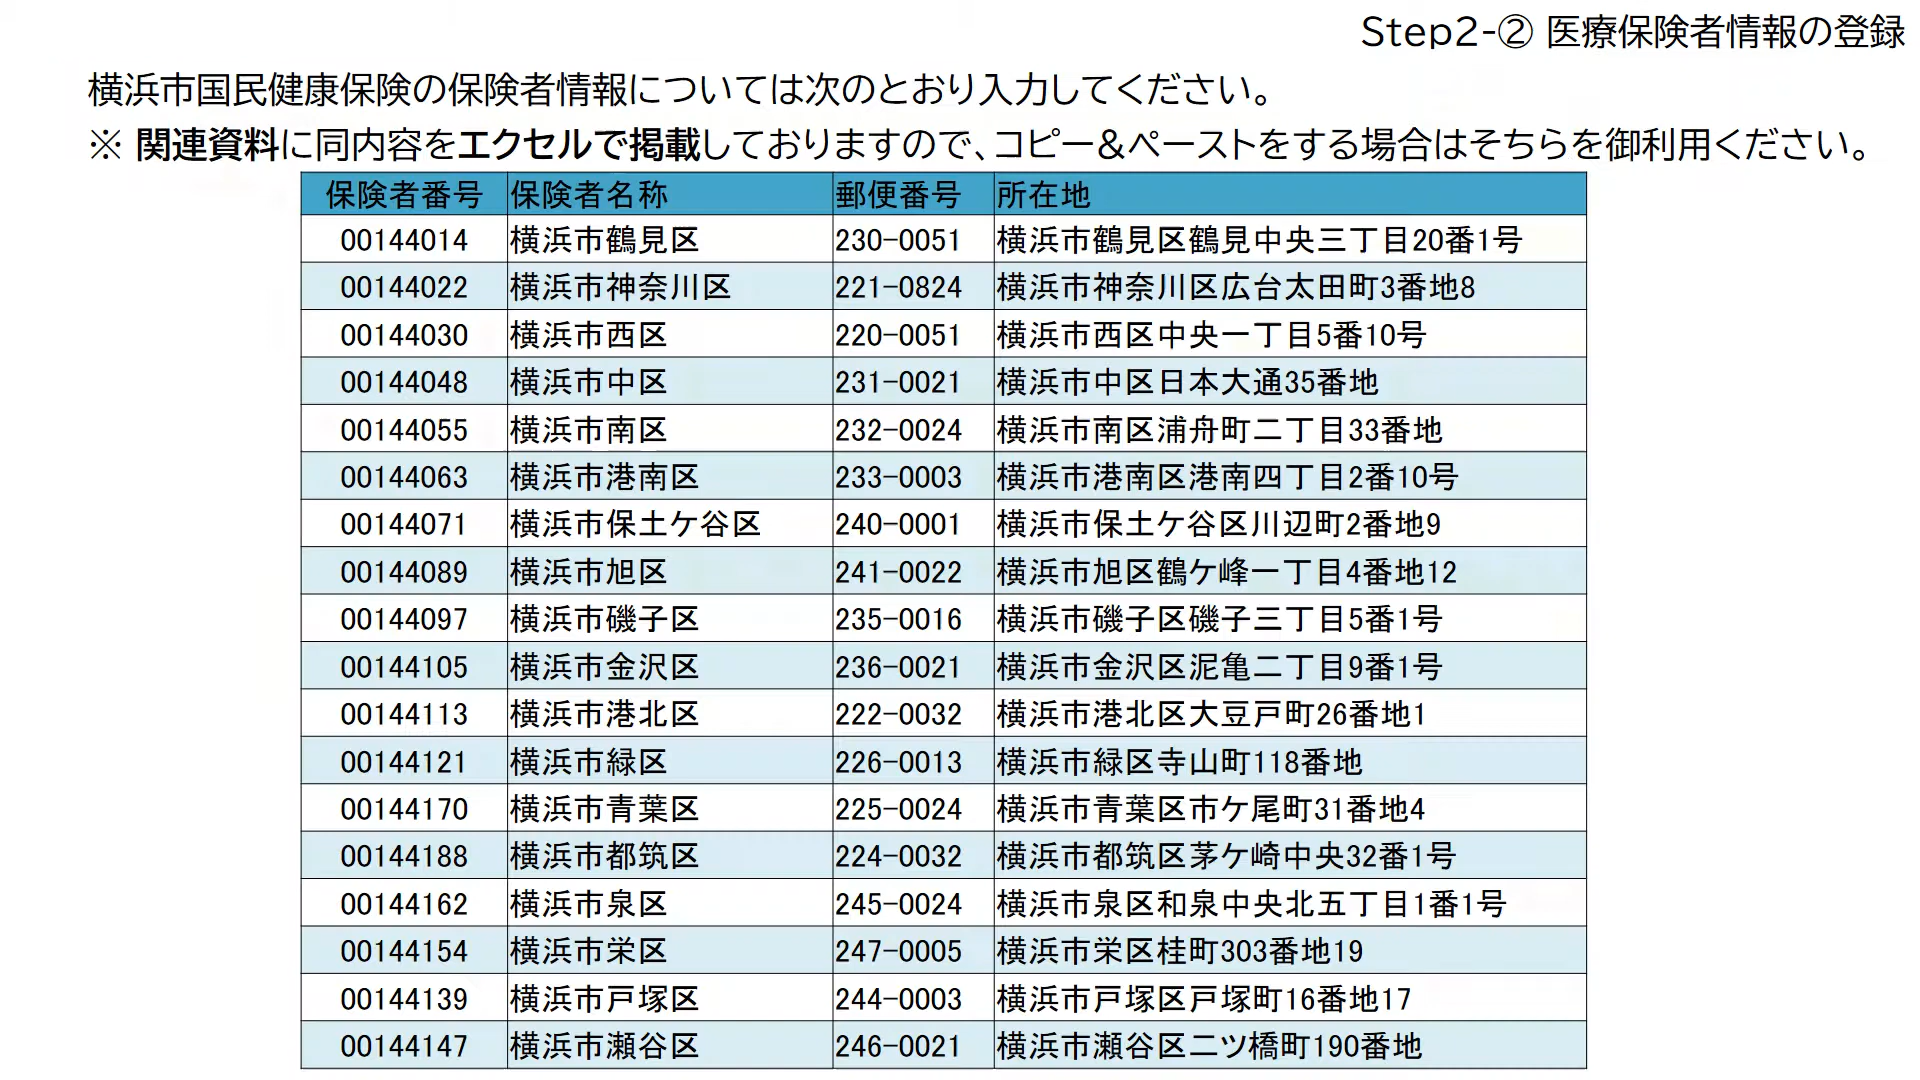 Step2-② 医療保険者情報の登録
横浜市国民健康保険の保険者情報については次のとおり入力してください。
※ 関連資料に同内容をエクセルで掲載しておりますので、コピー&ペーストをする場合はそちらを御利用ください。
保険者番号 保険者名称 郵便番号 所在地
00144014 横浜市鶴見区 230-0051 横浜市鶴見区鶴見中央三丁目20番1号
00144022 横浜市神奈川区 221-0824 横浜市神奈川区広台太田町3番地8
00144030 横浜市西区 220-0051 横浜市西区中央一丁目5番10号
00144048 横浜市中区 231-0021 横浜市中区日本大通35番地
00144055 横浜市南区 232-0024 横浜市南区浦舟町二丁目33番地
00144063 横浜市港南区 233-0003 横浜市港南区港南四丁目2番10号
00144071 横浜市保土ケ谷区 240-0001 横浜市保土ケ谷区川辺町2番地9
00144089 横浜市旭区 241-0022 横浜市旭区鶴ケ峰一丁目4番地12
00144097 横浜市磯子区 235-0016 横浜市磯子区磯子三丁目5番1号
00144105 横浜市金沢区 236-0021 横浜市金沢区泥亀二丁目9番1号
00144113 横浜市港北区 222-0032 横浜市港北区大豆戸町26番地1
00144121 横浜市緑区 226-0013 横浜市緑区寺山町118番地
00144170 横浜市青葉区 225-0024 横浜市青葉区市ケ尾町31番地4
00144188 横浜市都筑区 224-0032 横浜市都筑区茅ケ崎中央32番1号
00144162 横浜市泉区 245-0024 横浜市泉区和泉中央北五丁目1番1号
00144154 横浜市栄区 247-0005 横浜市栄区桂町303番地19
00144139 横浜市戸塚区 244-0003 横浜市戸塚区戸塚町16番地17
00144147 横浜市瀬谷区 246-0021 横浜市瀬谷区二ツ橋町190番地